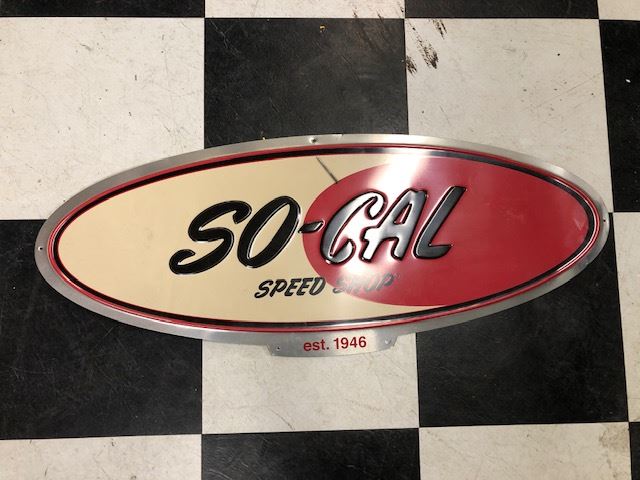 SO-CAL
SPEED SHOP
est. 1946